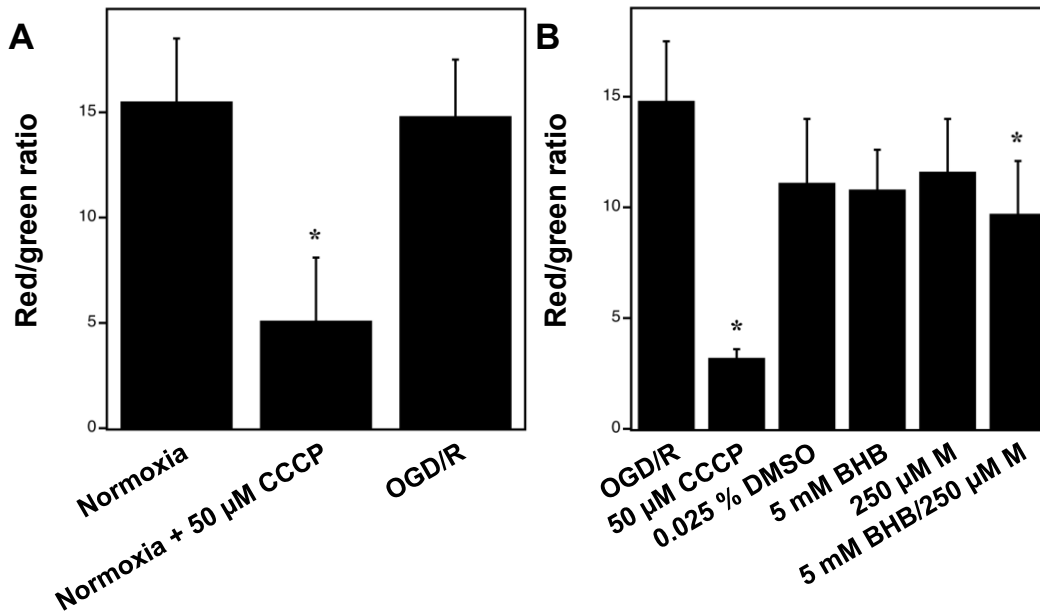 A
Red/green ratio
15
10
5
0
*
Normoxia
Normoxia + 50 µM CCCP
OGD/R
B
Red/green ratio
15
10
5
0
*
*
OGD/R
50 µM CCCP
0.025 % DMSO
5 mM BHB
250 µM M
5 mM BHB/250 µM M